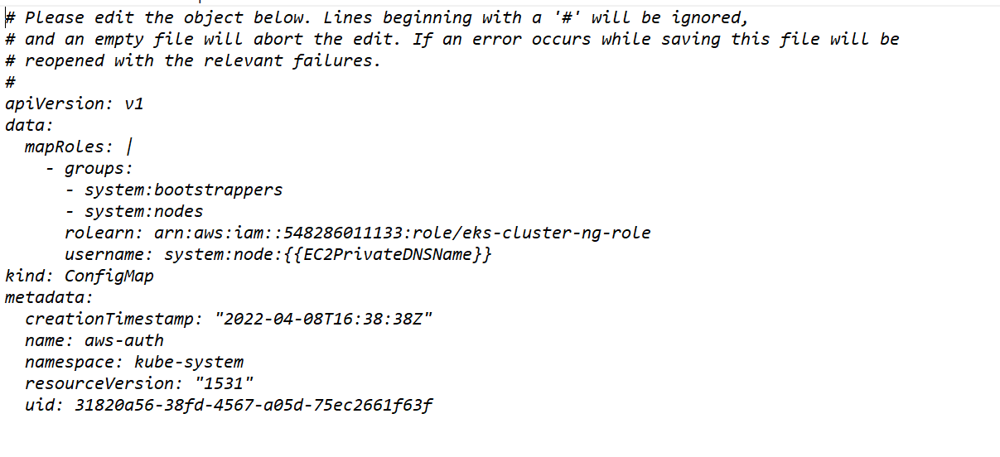 # Please edit the object below. Lines beginning with a '#' will be ignored,
# and an empty file will abort the edit. If an error occurs while saving this file will be
# reopened with the relevant failures.
#
apiVersion: v1
data:
  mapRoles: |
    - groups:
      - system:bootstrappers
      - system:nodes
      rolearn: arn:aws:iam::548286011133:role/eks-cluster-ng-role
      username: system:node:{{EC2PrivateDNSName}}
kind: ConfigMap
metadata:
  creationTimestamp: "2022-04-08T16:38:38Z"
  name: aws-auth
  namespace: kube-system
  resourceVersion: "1531"
  uid: 31820a56-38fd-4567-a05d-75ec2661f63f